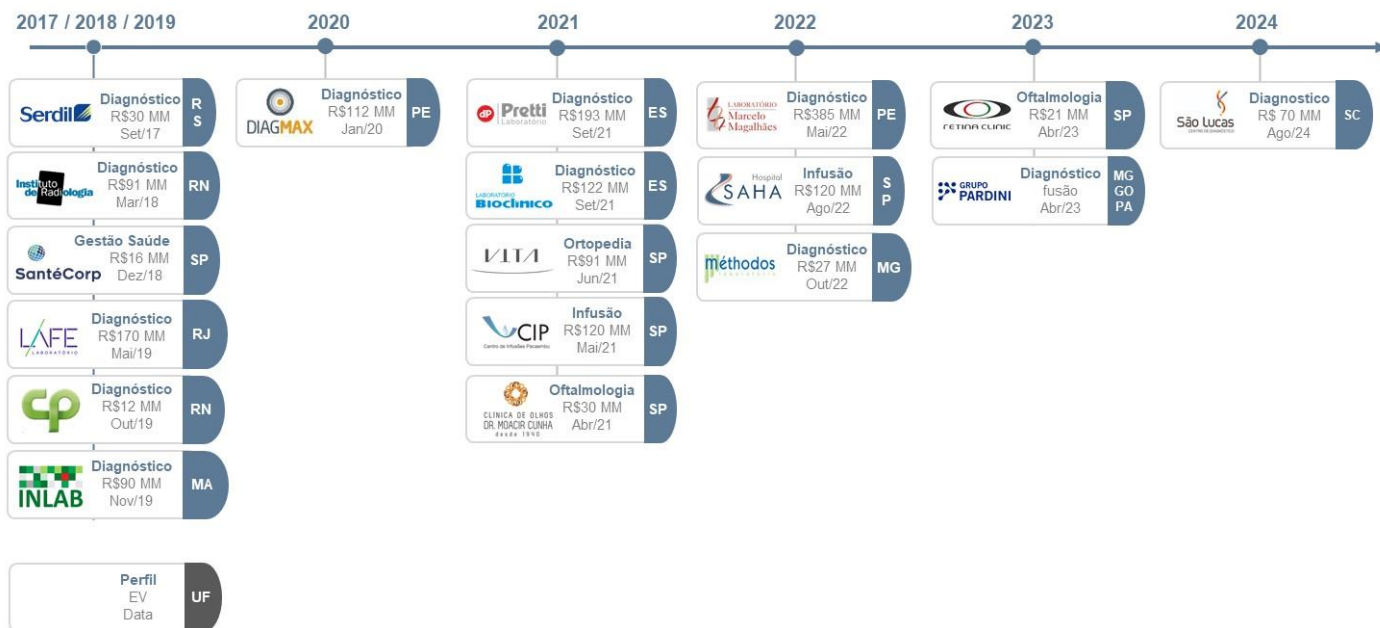 2017 / 2018 / 2019
2020
2021
2022
2023
2024
Serdil
Diagnóstico
R$30 MM
Set/17
R
S
Instituto
de Radiologia
Diagnóstico
R$91 MM
Mar/18
RN
SantéCorp
Gestão Saúde
R$16 MM
Dez/18
SP
LAFE
LABORATÓRIO
Diagnóstico
R$170 MM
Mai/19
RJ
cp
Diagnóstico
R$12 MM
Out/19
RN
INLAB
Diagnóstico
R$90 MM
Nov/19
MA
Perfil
EV
Data
UF
DIAGMAX
Diagnóstico
R$112 MM
Jan/20
PE
dP Pretti
Laboratório
Diagnóstico
R$193 MM
Set/21
ES
LABORATÓRIO
BIOclínico
Diagnóstico
R$122 MM
Set/21
ES
VITA
Ortopedia
R$91 MM
Jun/21
SP
CIP
Centro de Infusões Pacaembu
Infusão
R$120 MM
Mai/21
SP
CLINICA DE OLHOS
DR. MOACIR CUNHA
desde 1940
Oftalmologia
R$30 MM
Abr/21
SP
LABORATÓRIO
Marcelo
Magalhães
Diagnóstico
R$385 MM
Mai/22
PE
Hospital
SAHA
Infusão
R$120 MM
Ago/22
S
P
méthodos
Diagnóstico
R$27 MM
Out/22
MG
RETINA CLINIC
Oftalmologia
R$21 MM
Abr/23
SP
GRUPO
PARDINI
Diagnóstico
fusão
Abr/23
MG
GO
PA
São Lucas
CENTRO DE DIAGNÓSTICO
Diagnostico
R$ 70 MM
Ago/24
SC